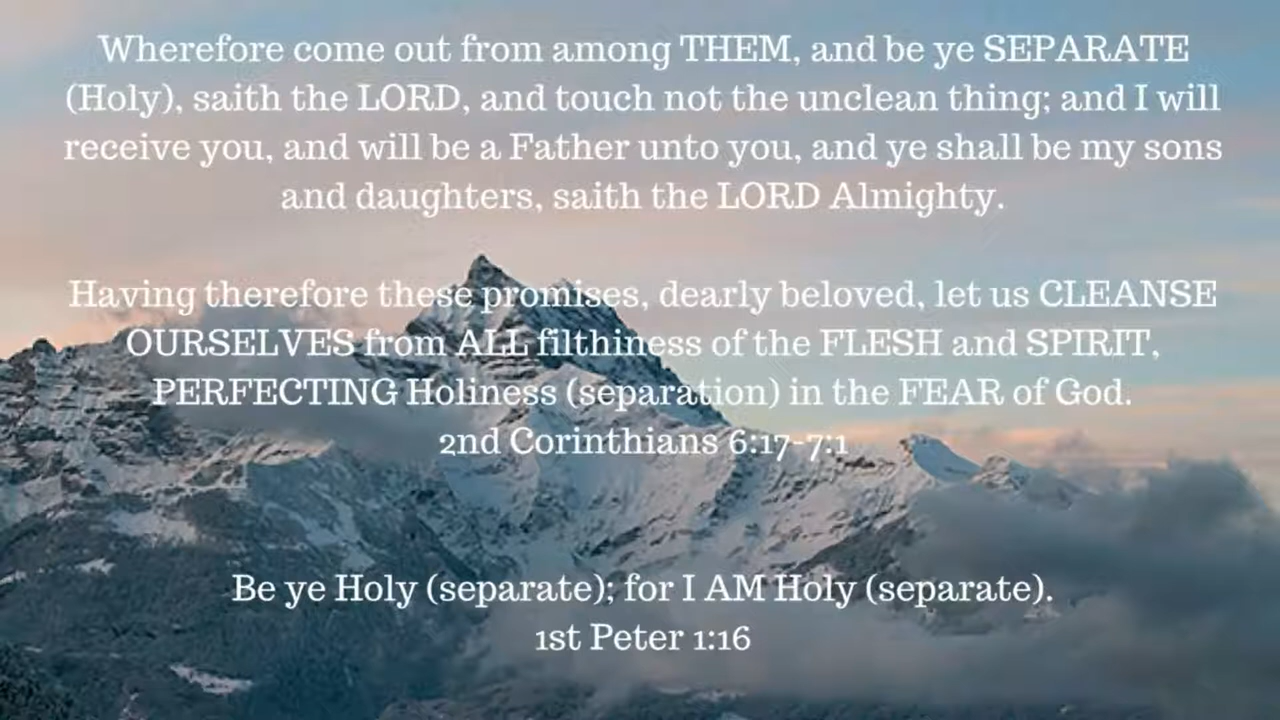 Wherefore come out from among THEM, and be ye SEPARATE
(Holy), saith the LORD, and touch not the unclean thing; and I will
receive you, and will be a Father unto you, and ye shall be my sons
and daughters, saith the LORD Almighty.
Having therefore these promises, dearly beloved, let us CLEANSE
OURSELVES from ALL filthiness of the FLESH and SPIRIT,
PERFECTING Holiness (separation) in the FEAR of God.
2nd Corinthians 6:17-7:1
Be ye Holy (separate); for I AM Holy (separate).
1st Peter 1:16